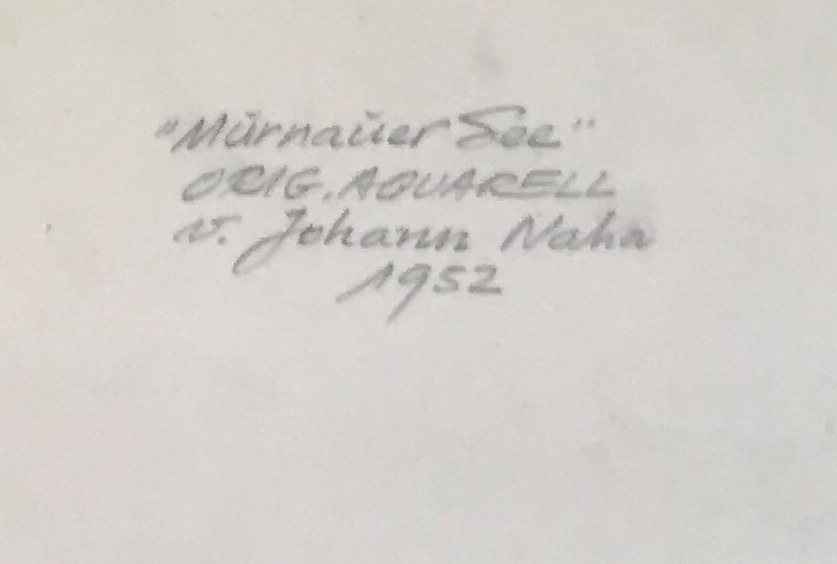 "Murnauer See"
ORIG. AQUARELL
v. Johann Naha
1952